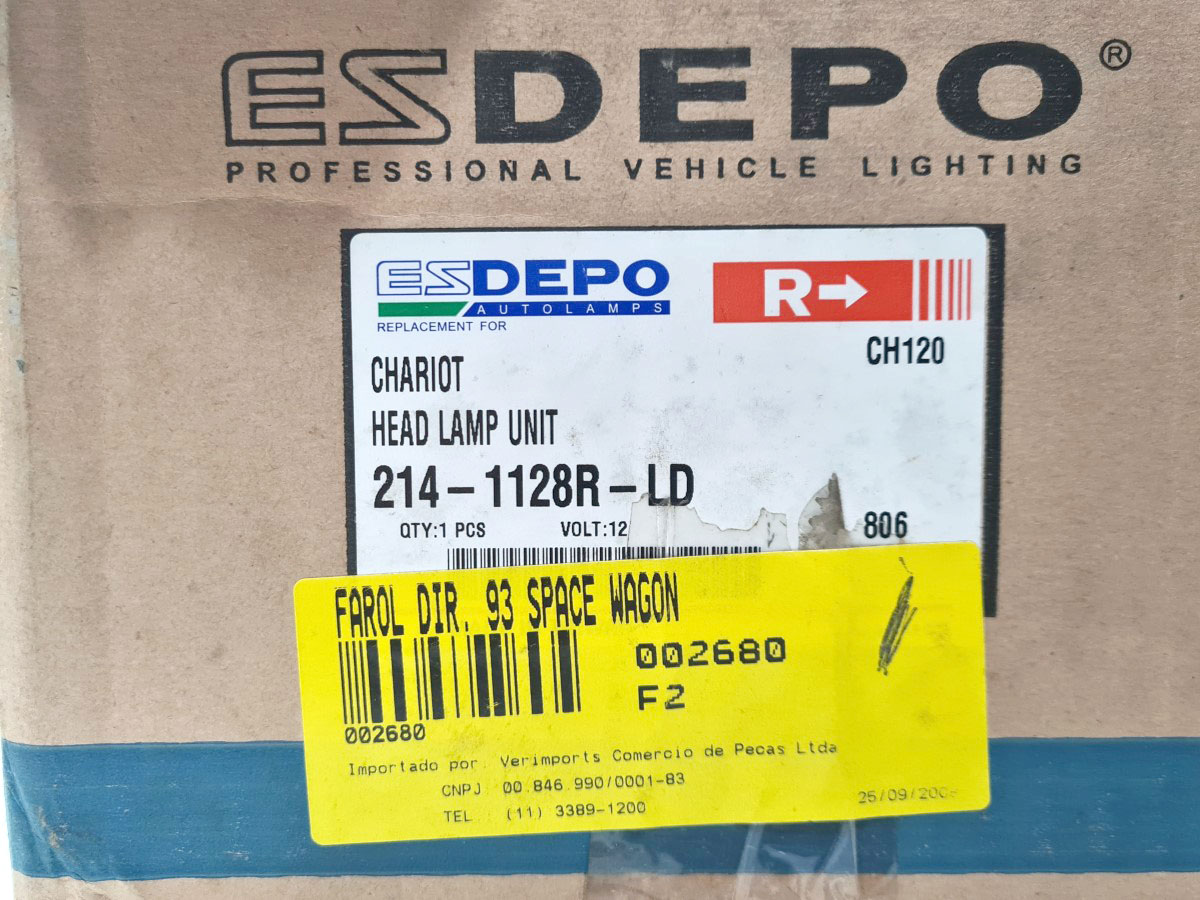 ESDEPO®
PROFESSIONAL VEHICLE LIGHTING
ESDEPO
AUTOLAMPS
REPLACEMENT FOR
R→
CH120
CHARIOT
HEAD LAMP UNIT
214-1128R-LD
QTY:1 PCS VOLT:12
806
FAROL DIR. 93 SPACE WAGON
002680
F2
002680
Importado por. Verimports Comercio de Pecas Ltda
CNPJ 00.846.990/0001-83
TEL : (11) 3389-1200